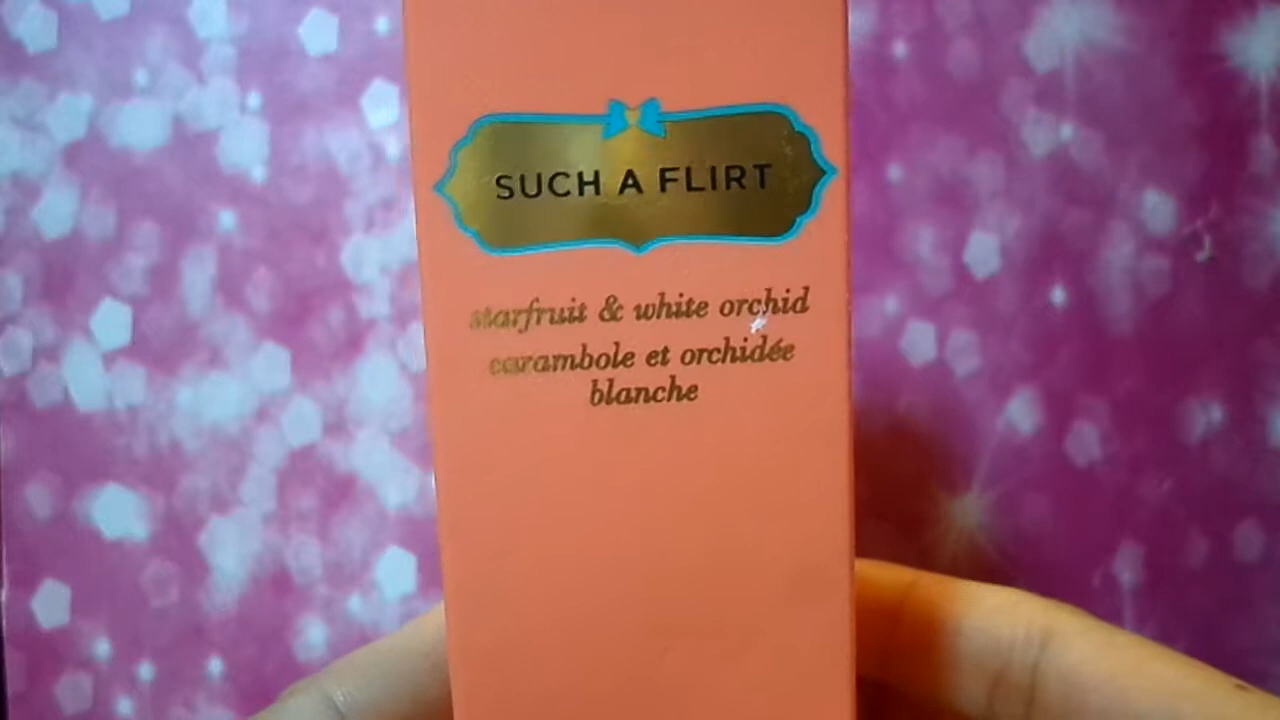 SUCH A FLIRT
starfruit & white orchid
carambole et orchidée
blanche